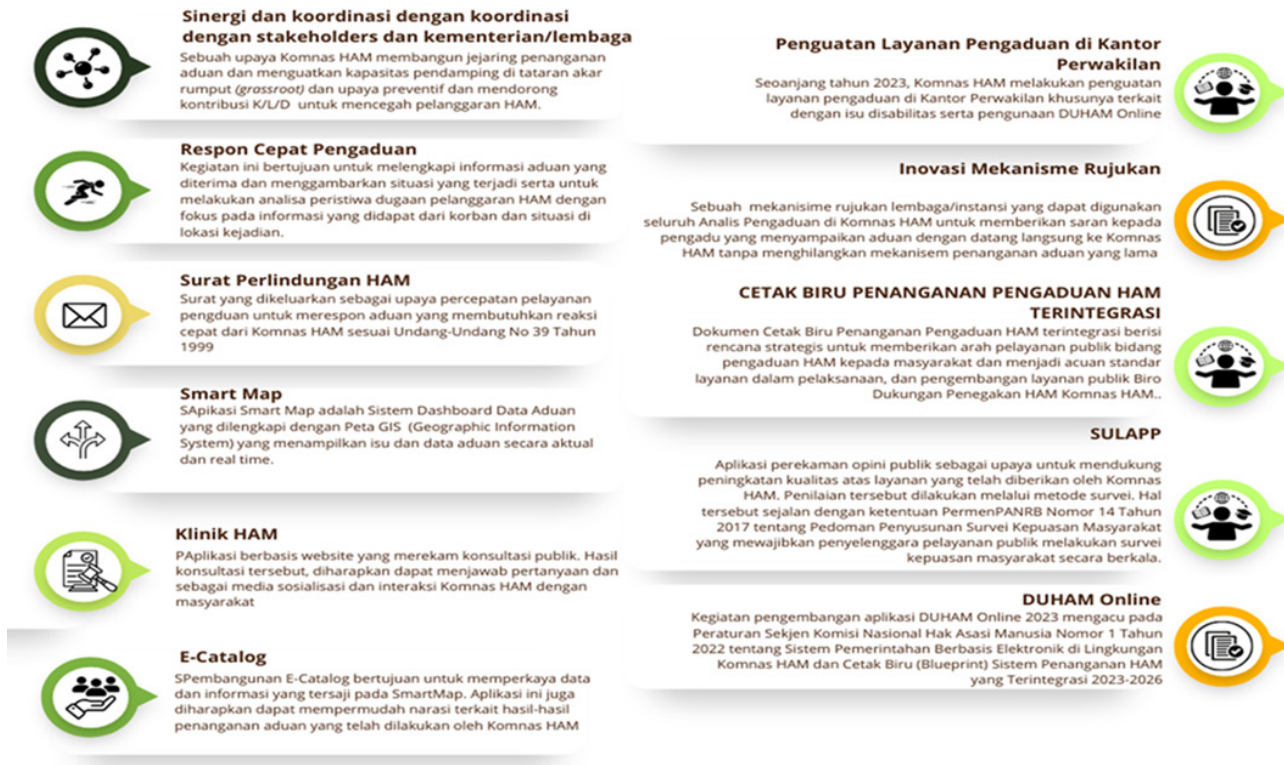 Sinergi dan koordinasi dengan koordinasi
dengan stakeholders dan kementerian/lembaga
Sebuah upaya Komnas HAM membangun jejaring penanganan
aduan dan menguatkan kapasitas pendamping di tataran akar
rumput (grassroot) dan upaya preventif dan mendorong
kontribusi K/L/D untuk mencegah pelanggaran HAM.
Respon Cepat Pengaduan
Kegiatan ini bertujuan untuk melengkapi informasi aduan yang
diterima dan menggambarkan situasi yang terjadi serta untuk
melakukan analisa peristiwa dugaan pelanggaran HAM dengan
fokus pada informasi yang didapat dari korban dan situasi di
lokasi kejadian.
Surat Perlindungan HAM
Surat yang dikeluarkan sebagai upaya percepatan pelayanan
pengduan untuk merespon aduan yang membutuhkan reaksi
cepat dari Komnas HAM sesuai Undang-Undang No 39 Tahun
1999
Smart Map
SApikasi Smart Map adalah Sistem Dashboard Data Aduan
yang dilengkapi dengan Peta GIS (Geographic Information
System) yang menampilkan isu dan data aduan secara aktual
dan real time.
Klinik HAM
PAplikasi berbasis website yang merekam konsultasi publik. Hasil
konsultasi tersebut, diharapkan dapat menjawab pertanyaan dan
sebagai media sosialisasi dan interaksi Komnas HAM dengan
masyarakat
E-Catalog
SPembangunan E-Catalog bertujuan untuk memperkaya data
dan informasi yang tersaji pada SmartMap. Aplikasi ini juga
diharapkan dapat mempermudah narasi terkait hasil-hasil
penanganan aduan yang telah dilakukan oleh Komnas HAM
Penguatan Layanan Pengaduan di Kantor
Perwakilan
Seoanjang tahun 2023, Komnas HAM melakukan penguatan
layanan pengaduan di Kantor Perwakilan khusunya terkait
dengan isu disabilitas serta pengunaan DUHAM Online
Inovasi Mekanisme Rujukan
Sebuah mekanisime rujukan lembaga/instansi yang dapat digunakan
seluruh Analis Pengaduan di Komnas HAM untuk memberikan saran kepada
pengadu yang menyampaikan aduan dengan datang langsung ke Komnas
HAM tanpa menghilangkan mekanisem penanganan aduan yang lama
CETAK BIRU PENANGANAN PENGADUAN HAM
TERINTEGRASI
Dokumen Cetak Biru Penanganan Pengaduan HAM terintegrasi berisi
rencana strategis untuk memberikan arah pelayanan publik bidang
pengaduan HAM kepada masyarakat dan menjadi acuan standar
layanan dalam pelaksanaan, dan pengembangan layanan publik Biro
Dukungan Penegakan HAM Komnas HAM..
SULAPP
Aplikasi perekaman opini publik sebagai upaya untuk mendukung
peningkatan kualitas atas layanan yang telah diberikan oleh Komnas
HAM. Penilaian tersebut dilakukan melalui metode survei. Hal
tersebut sejalan dengan ketentuan PermenPANRB Nomor 14 Tahun
2017 tentang Pedoman Penyusunan Survei Kepuasan Masyarakat
yang mewajibkan penyelenggara pelayanan publik melakukan survei
kepuasan masyarakat secara berkala.
DUHAM Online
Kegiatan pengembangan aplikasi DUHAM Online 2023 mengacu pada
Peraturan Sekjen Komisi Nasional Hak Asasi Manusia Nomor 1 Tahun
2022 tentang Sistem Pemerintahan Berbasis Elektronik di Lingkungan
Komnas HAM dan Cetak Biru (Blueprint) Sistem Penanganan HAM
yang Terintegrasi 2023-2026